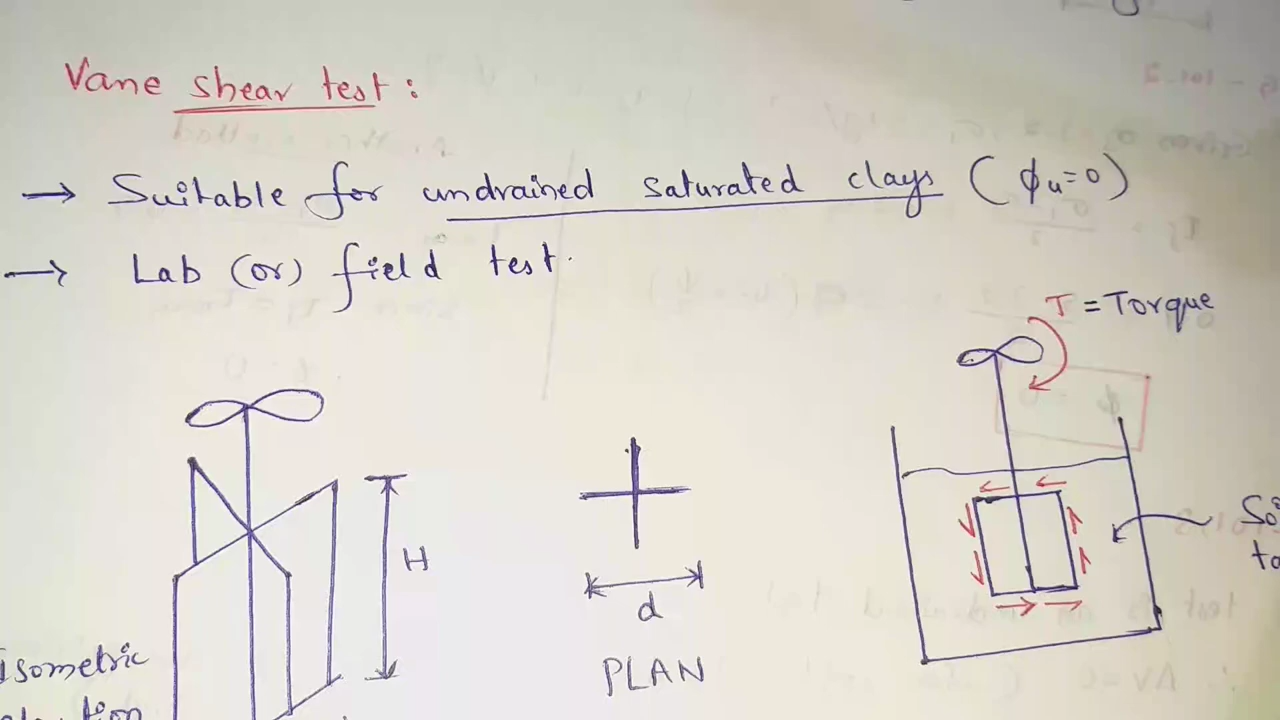 Vane shear test :
→ Suitable for undrained saturated clays (ϕu=0)
→ Lab (or) field test.
T = Torque
H
d
PLAN
isometric